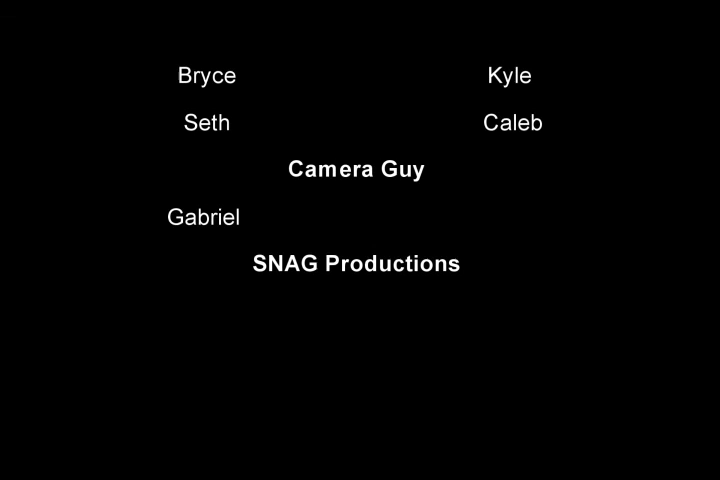 Bryce Kyle
Seth Caleb
Camera Guy
Gabriel
SNAG Productions